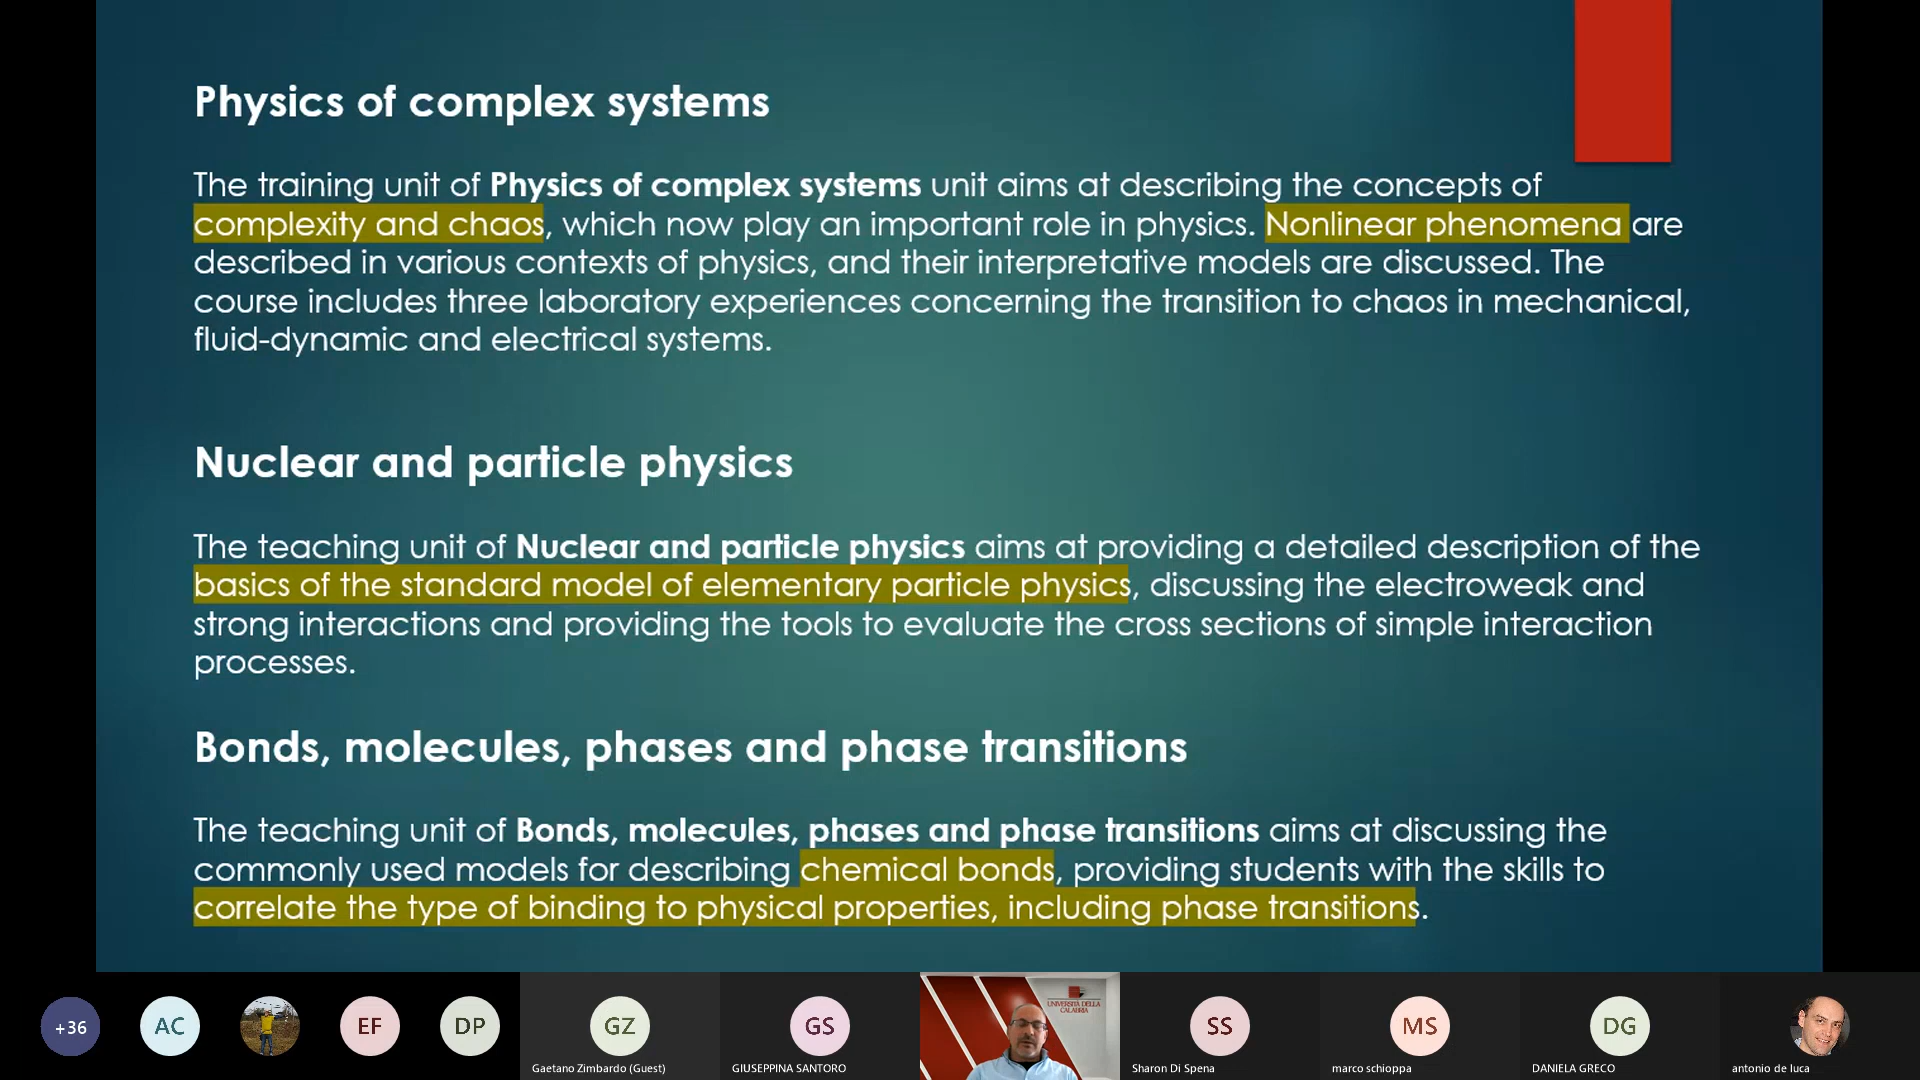 Physics of complex systems
The training unit of Physics of complex systems unit aims at describing the concepts of
complexity and chaos, which now play an important role in physics. Nonlinear phenomena are
described in various contexts of physics, and their interpretative models are discussed. The
course includes three laboratory experiences concerning the transition to chaos in mechanical,
fluid-dynamic and electrical systems.
Nuclear and particle physics
The teaching unit of Nuclear and particle physics aims at providing a detailed description of the
basics of the standard model of elementary particle physics, discussing the electroweak and
strong interactions and providing the tools to evaluate the cross sections of simple interaction
processes.
Bonds, molecules, phases and phase transitions
The teaching unit of Bonds, molecules, phases and phase transitions aims at discussing the
commonly used models for describing chemical bonds, providing students with the skills to
correlate the type of binding to physical properties, including phase transitions.
+36
AC
EF
DP
GZ
Gaetano Zimbardo (Guest)
GS
GIUSEPPINA SANTORO
UNIVERSITÀ DELLA
CALABRIA
SS
Sharon Di Spena
MS
marco schioppa
DG
DANIELA GRECO
antonio de luca